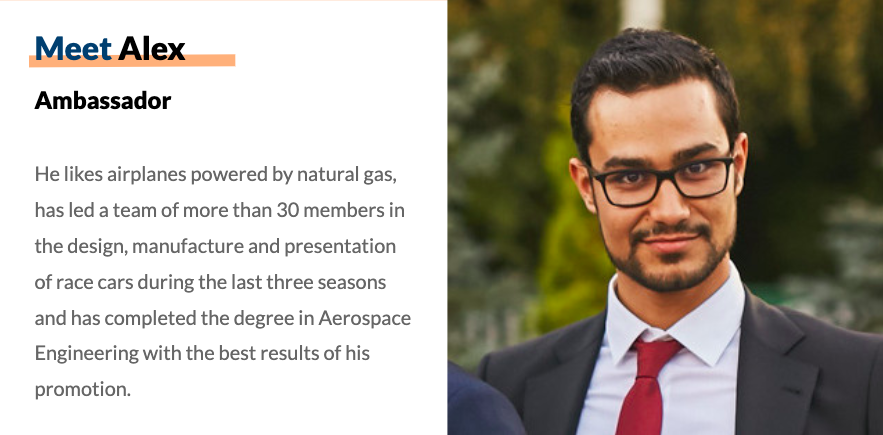 Meet Alex
Ambassador
He likes airplanes powered by natural gas,
has led a team of more than 30 members in
the design, manufacture and presentation
of race cars during the last three seasons
and has completed the degree in Aerospace
Engineering with the best results of his
promotion.